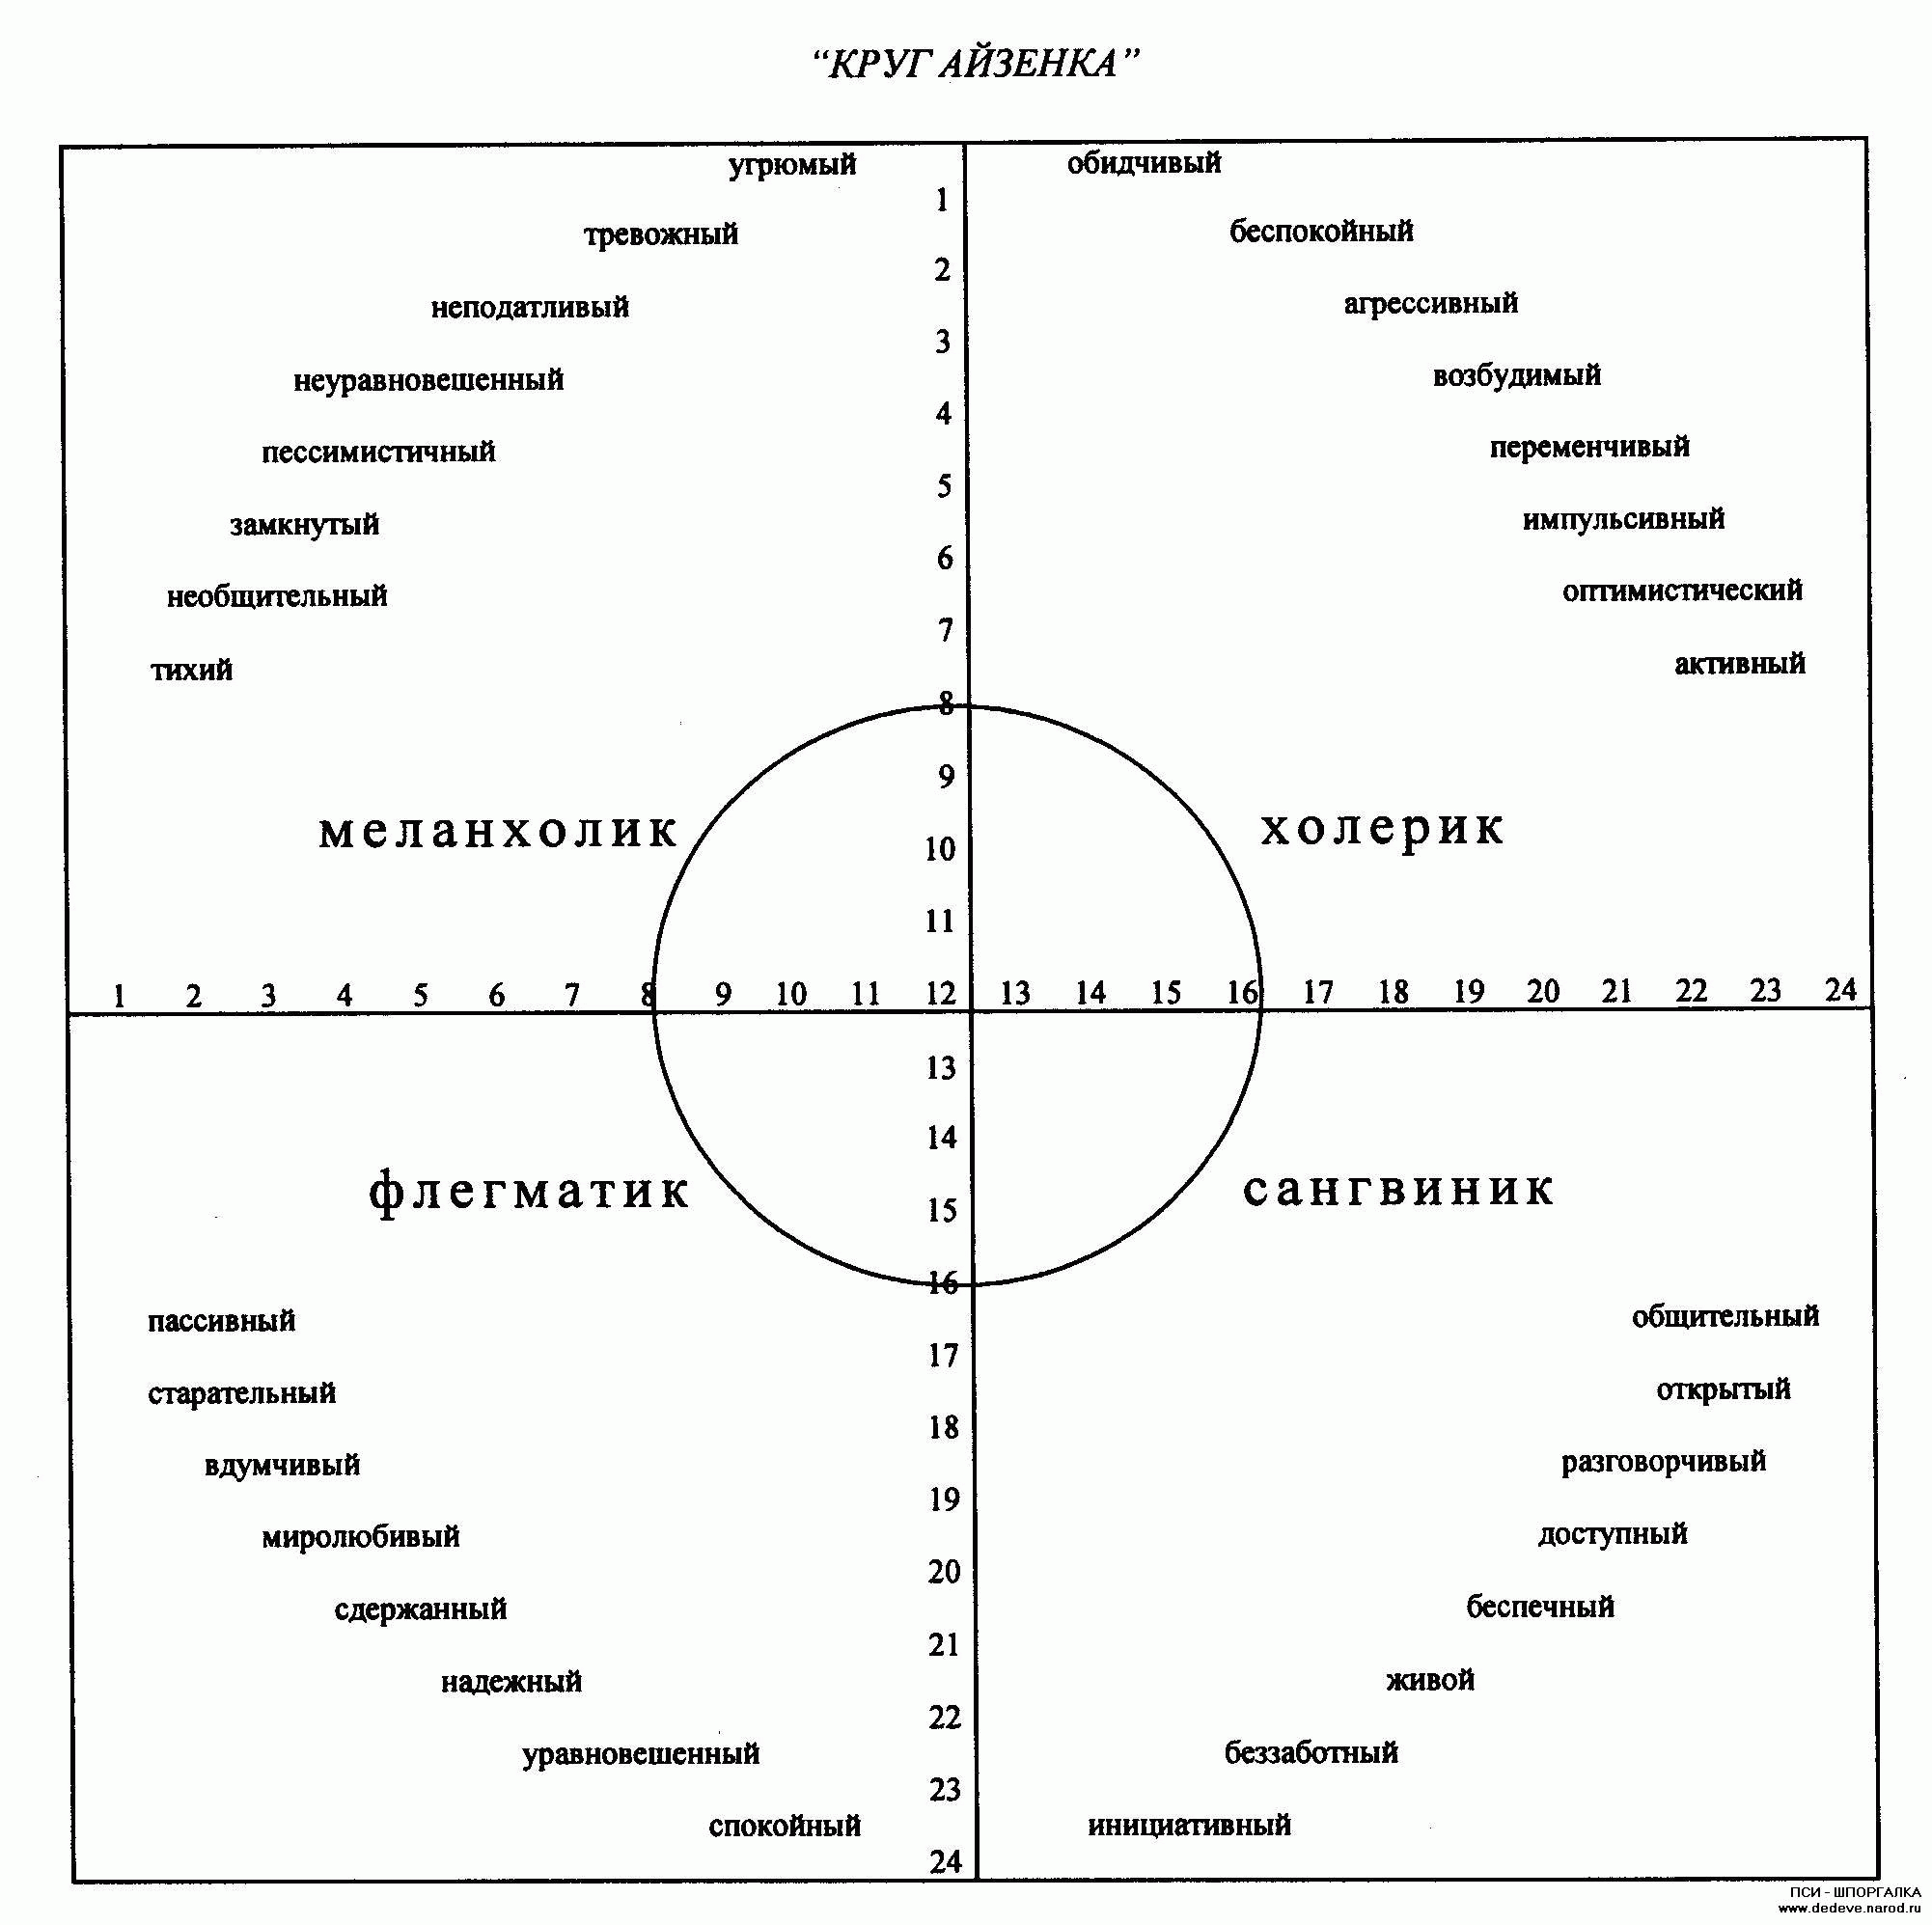 “КРУГ АЙЗЕНКА”
угрюмый обидчивый
1
тревожный беспокойный
2
неподатливый агрессивный
3
неуравновешенный возбудимый
4
пессимистичный переменчивый
5
замкнутый импульсивный
6
необщительный оптимистический
7
тихий активный
8
9
меланхолик холерик
10
11
1 2 3 4 5 6 7 8 9 10 11 12 13 14 15 16 17 18 19 20 21 22 23 24
13
14
флегматик сангвиник
15
16
пассивный общительный
17
старательный открытый
18
вдумчивый разговорчивый
19
миролюбивый доступный
20
сдержанный беспечный
21
надежный живой
22
уравновешенный беззаботный
23
спокойный инициативный
24
ПСИ - ШПОРГАЛКА
www.dedeve.narod.ru